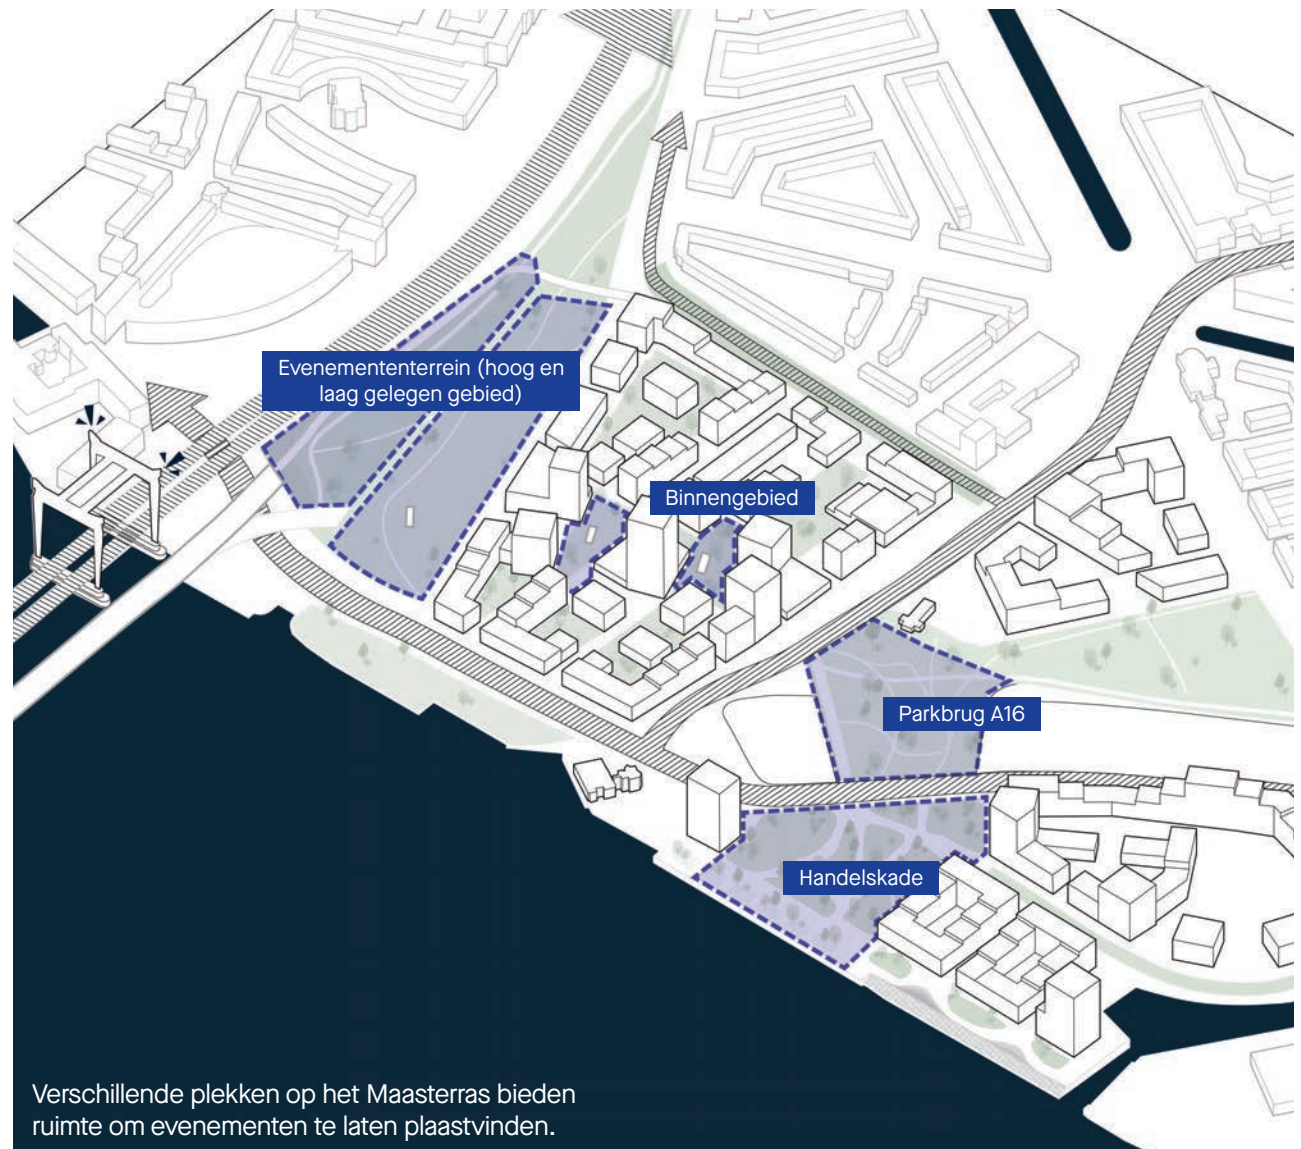 Evenemententerrein (hoog en
laag gelegen gebied)
Binnengebied
Parkbrug A16
Handelskade
Verschillende plekken op het Maasterras bieden
ruimte om evenementen te laten plaastvinden.